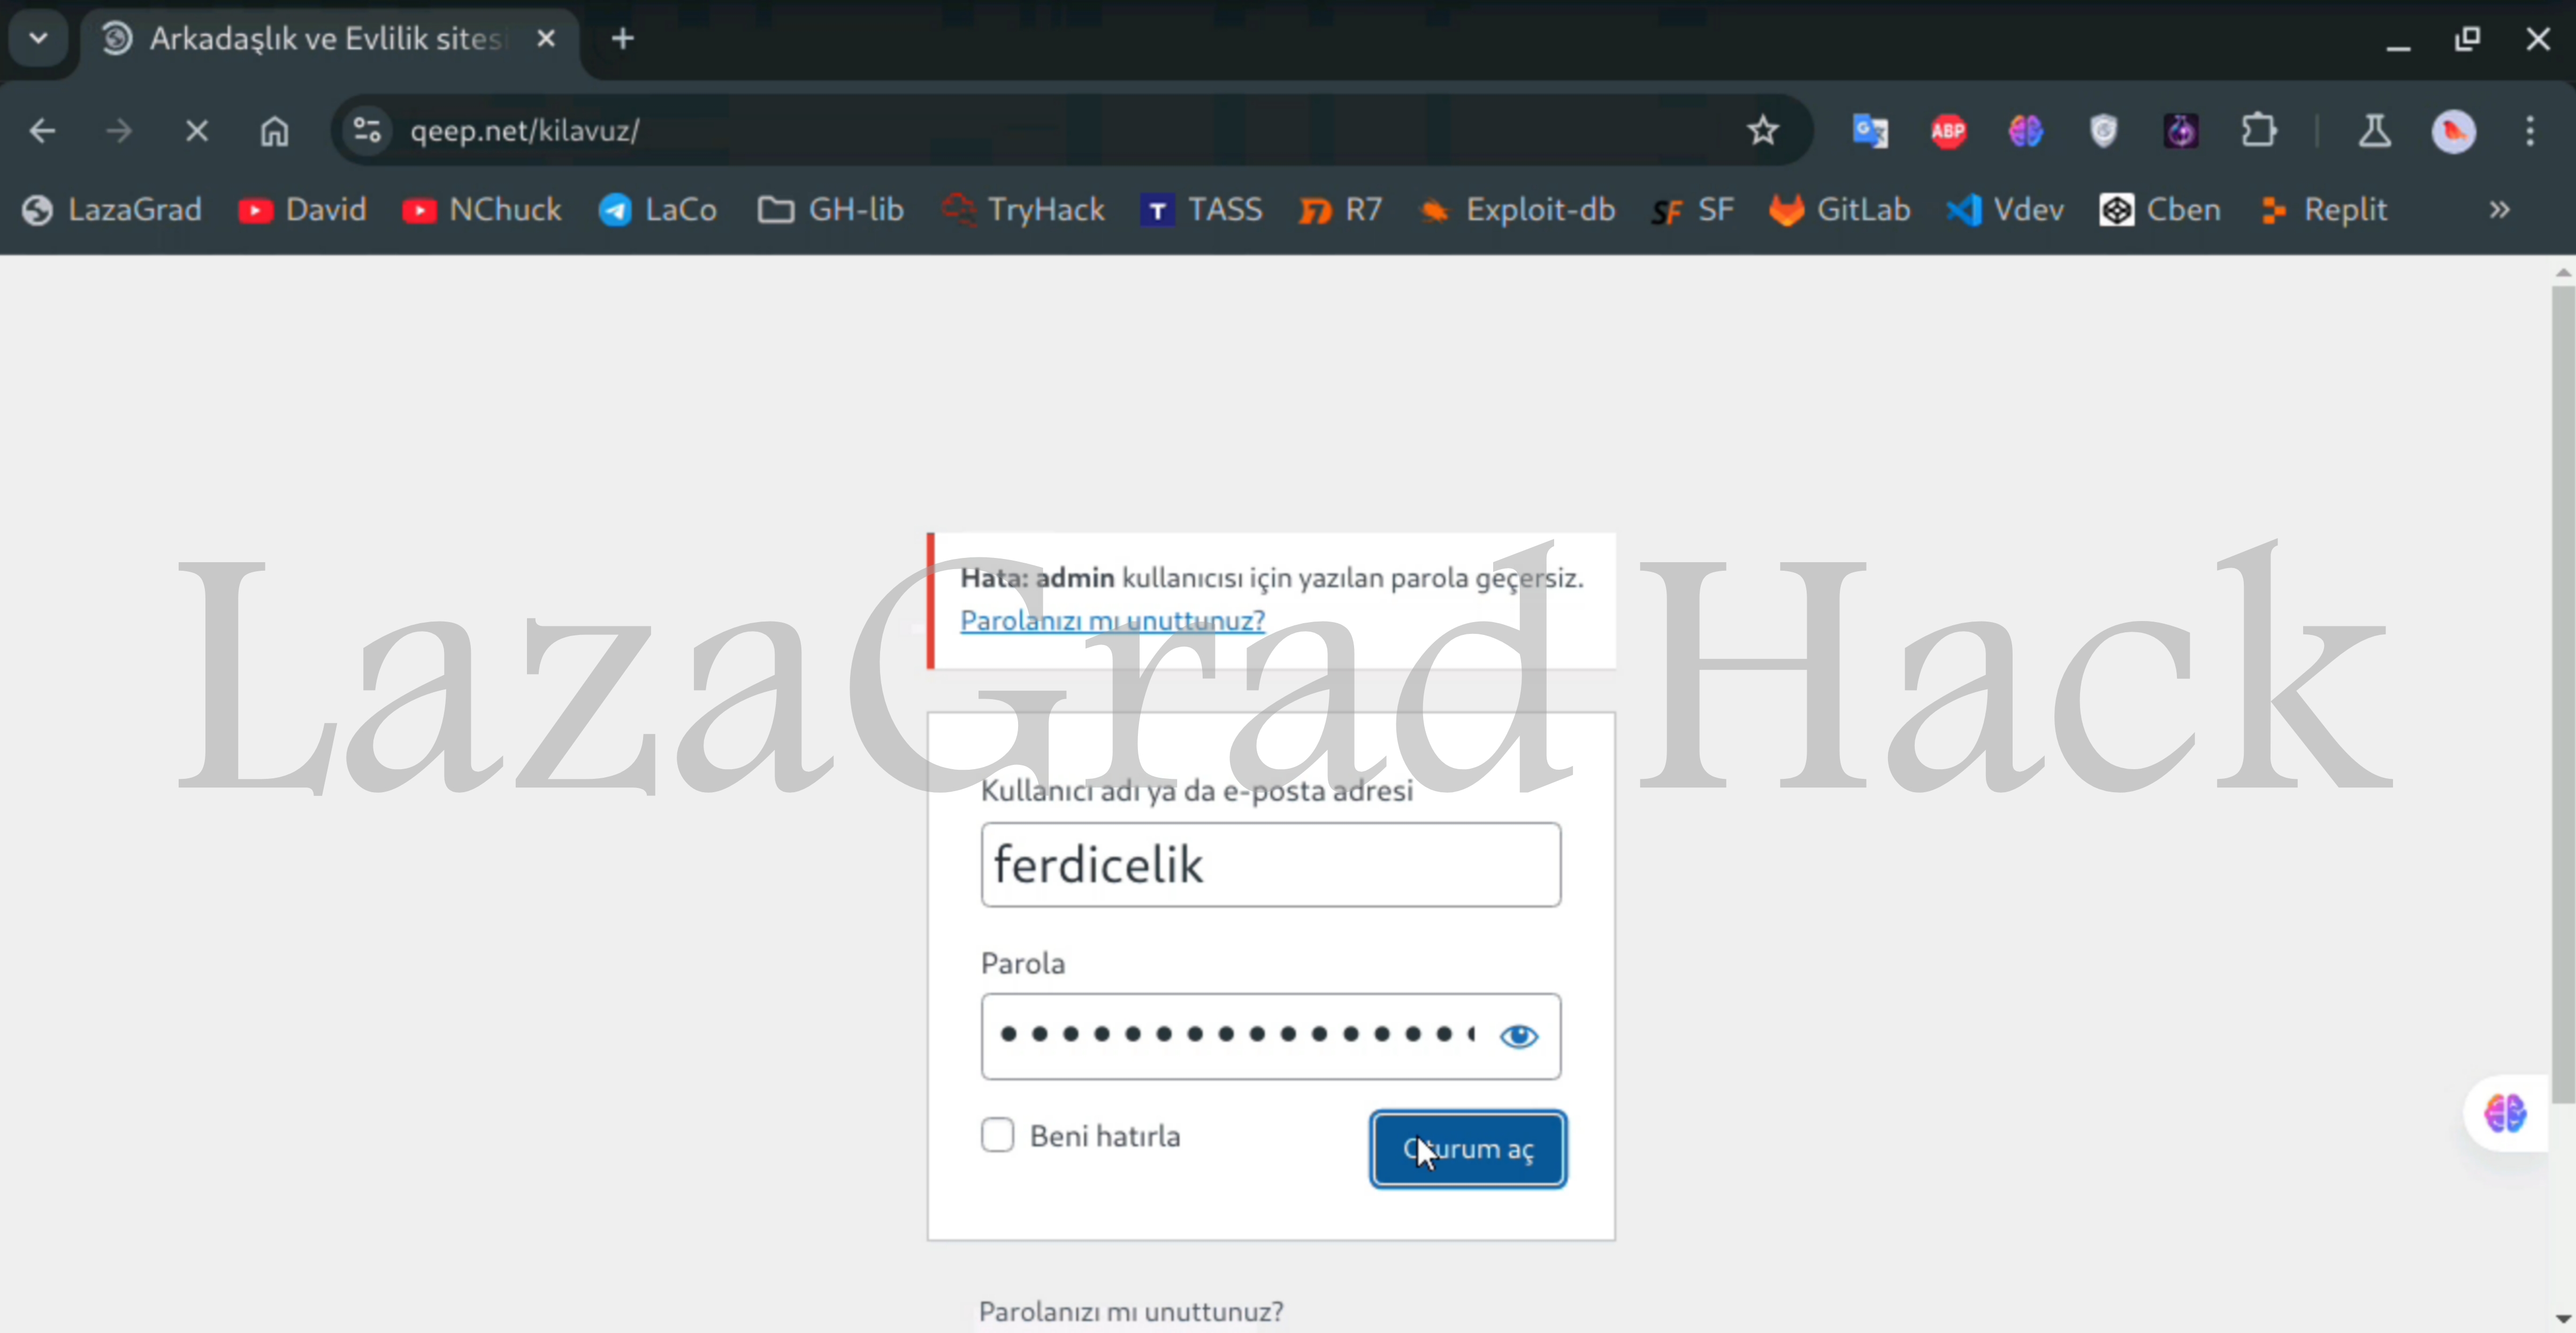 Arkadaşlık ve Evlilik sitesi
qeep.net/kilavuz/
ABP
LazaGrad David NChuck LaCo GH-lib TryHack T TASS R7 Exploit-db SF SF GitLab Vdev Cben Replit
Hata: admin kullanıcısı için yazılan parola geçersiz.
Parolanızı mı unuttunuz?
LazaGrad Hack
Kullanıcı adı ya da e-posta adresi
ferdicelik
Parola
Beni hatırla
Oturum aç
Parolanızı mı unuttunuz?